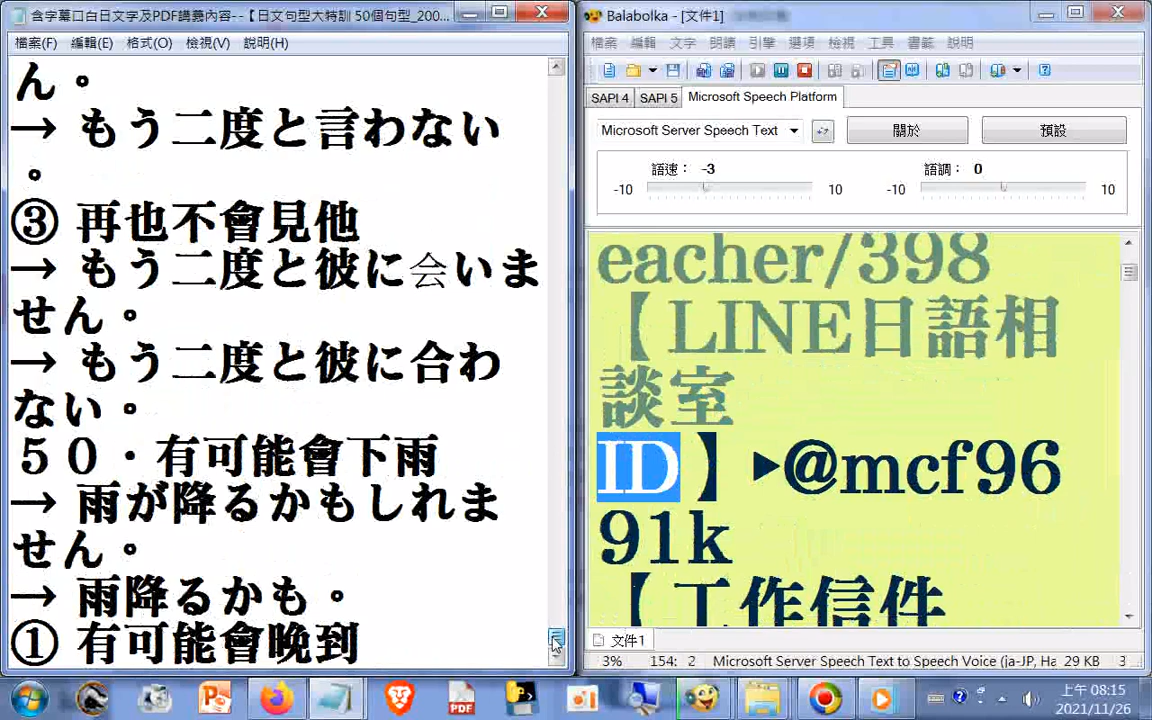 含字幕口白日文字及PDF講義內容--【日文句型大特訓 50個句型_200...
檔案(F) 編輯(E) 格式(O) 檢視(V) 說明(H)
ん。
→ もう二度と言わない
。
③ 再也不會見他
→ もう二度と彼に会いま
せん。
→ もう二度と彼に合わ
ない。
５０．有可能會下雨
→ 雨が降るかもしれま
せん。
→ 雨降るかも。
① 有可能會晚到
Balabolka - [文件1]
檔案 編輯 文字 朗讀 引擎 選項 檢視 工具 書籤 說明
SAPI 4 SAPI 5 Microsoft Speech Platform
Microsoft Server Speech Text 關於 預設
語速： -3 語調： 0
-10 10 -10 10
eacher/398
【LINE日語相
談室
ID】▶@mcf96
91k
【工作信件
文件1
3% 154: 2 Microsoft Server Speech Text to Speech Voice (ja-JP, Ha 29 KB 3
上午 08:15
2021/11/26